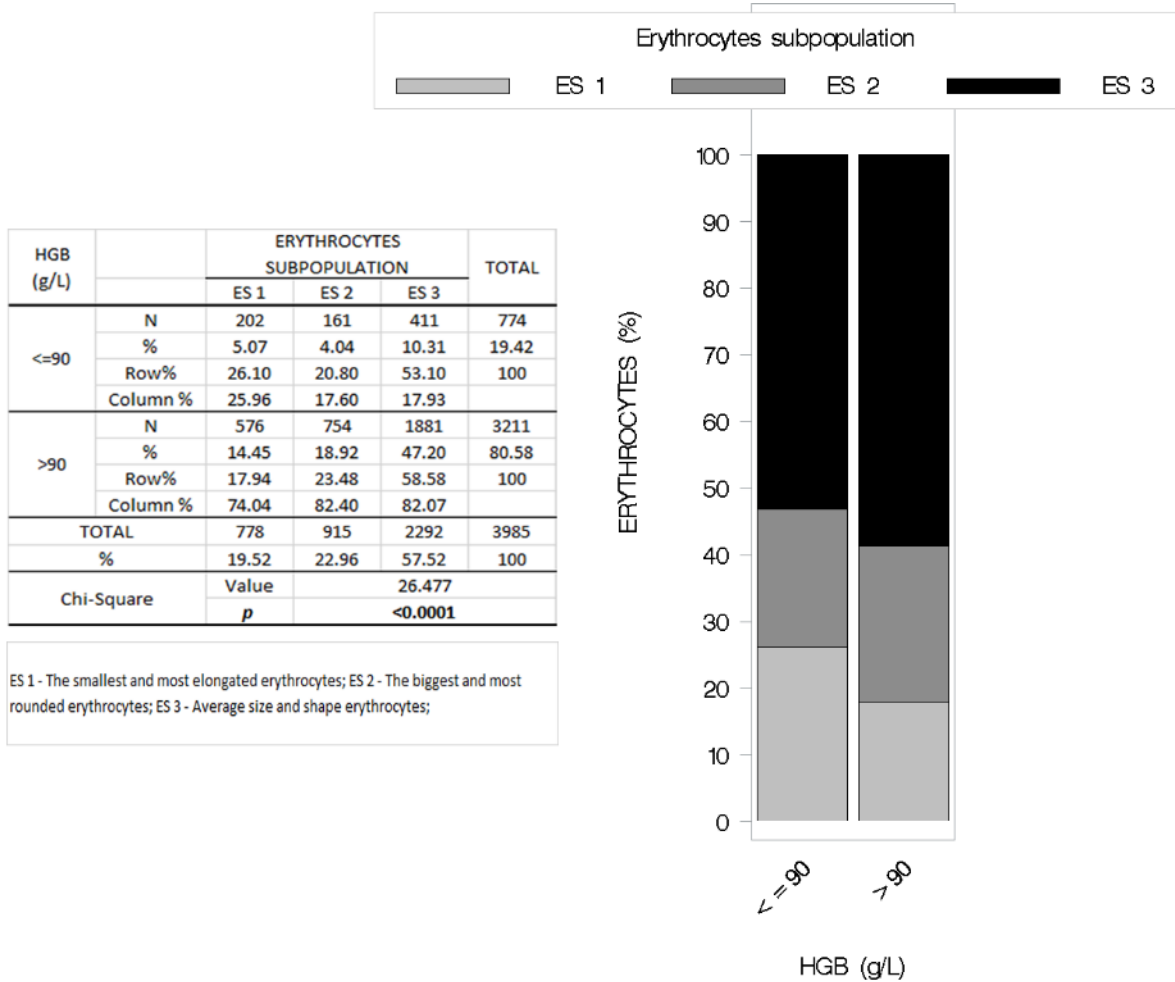 Erythrocytes subpopulation
ES 1 ES 2 ES 3
HGB (g/L) ERYTHROCYTES SUBPOPULATION TOTAL
ES 1 ES 2 ES 3
<=90 N 202 161 411 774
% 5.07 4.04 10.31 19.42
Row% 26.10 20.80 53.10 100
Column % 25.96 17.60 17.93
>90 N 576 754 1881 3211
% 14.45 18.92 47.20 80.58
Row% 17.94 23.48 58.58 100
Column % 74.04 82.40 82.07
TOTAL 778 915 2292 3985
% 19.52 22.96 57.52 100
Chi-Square Value 26.477
p <0.0001
ES 1 - The smallest and most elongated erythrocytes; ES 2 - The biggest and most
rounded erythrocytes; ES 3 - Average size and shape erythrocytes;
ERYTHROCYTES (%)
100
90
80
70
60
50
40
30
20
10
0
< = 90
> 90
HGB (g/L)